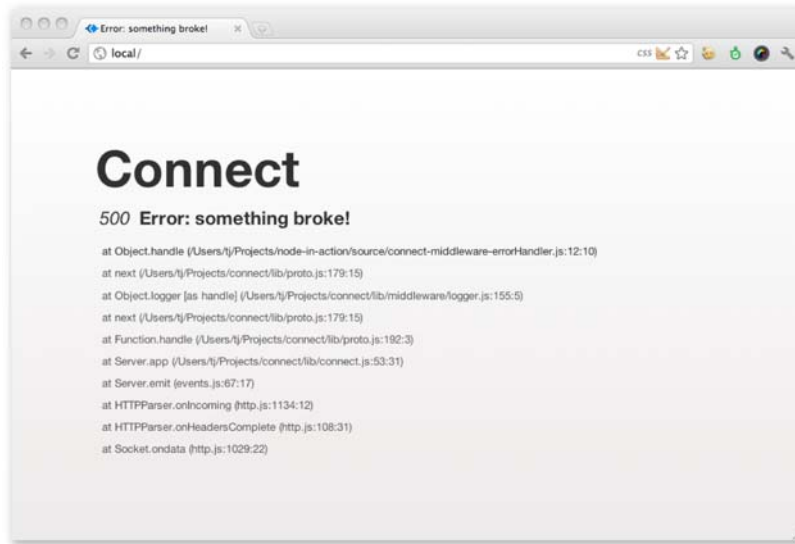 Error: something broke!
local/
CSS
Connect
500 Error: something broke!
at Object.handle (/Users/tj/Projects/node-in-action/source/connect-middleware-errorHandler.js:12:10)
at next (/Users/tj/Projects/connect/lib/proto.js:179:15)
at Object.logger [as handle] (/Users/tj/Projects/connect/lib/middleware/logger.js:155:5)
at next (/Users/tj/Projects/connect/lib/proto.js:179:15)
at Function.handle (/Users/tj/Projects/connect/lib/proto.js:192:3)
at Server.app (/Users/tj/Projects/connect/lib/connect.js:53:31)
at Server.emit (events.js:67:17)
at HTTPParser.onIncoming (http.js:1134:12)
at HTTPParser.onHeadersComplete (http.js:108:31)
at Socket.ondata (http.js:1029:22)